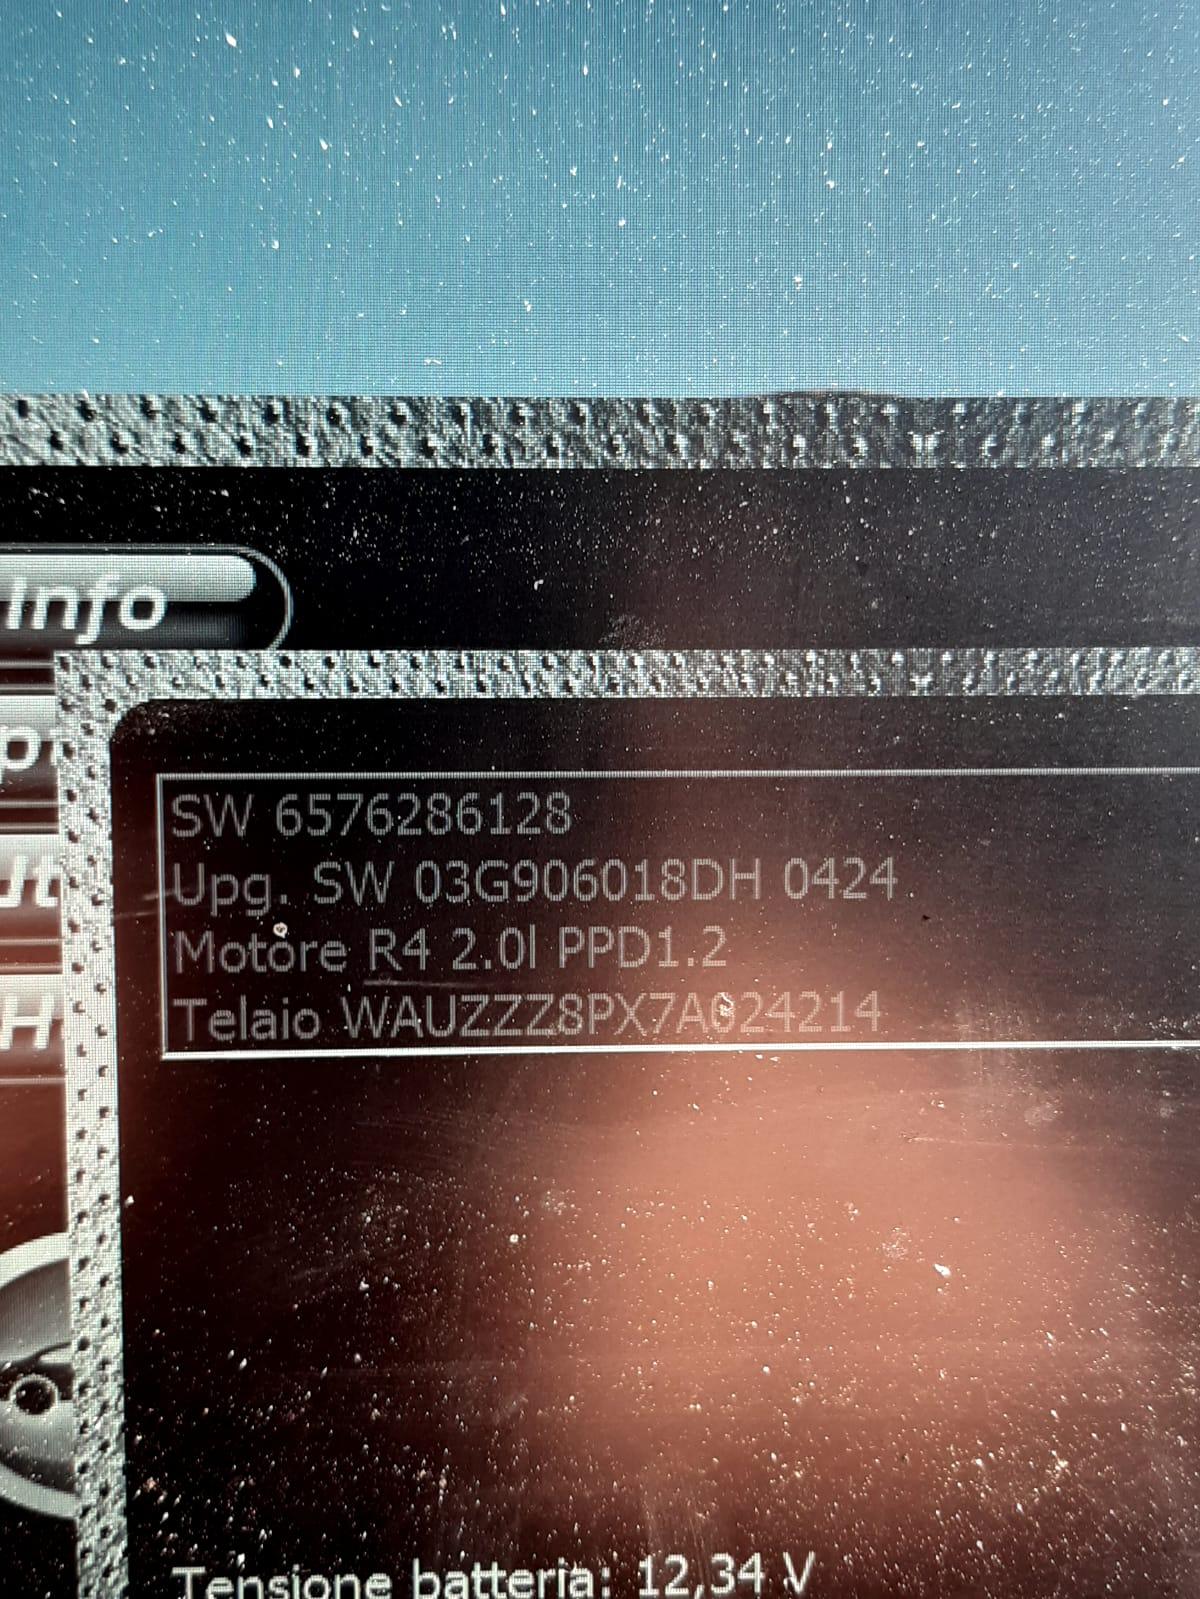 Info
SW 6576286128
Upg. SW 03G906018DH 0424
Motore R4 2.0l PPD1.2
Telaio WAUZZZ8PX7A024214
Tensione batteria: 12,34 V